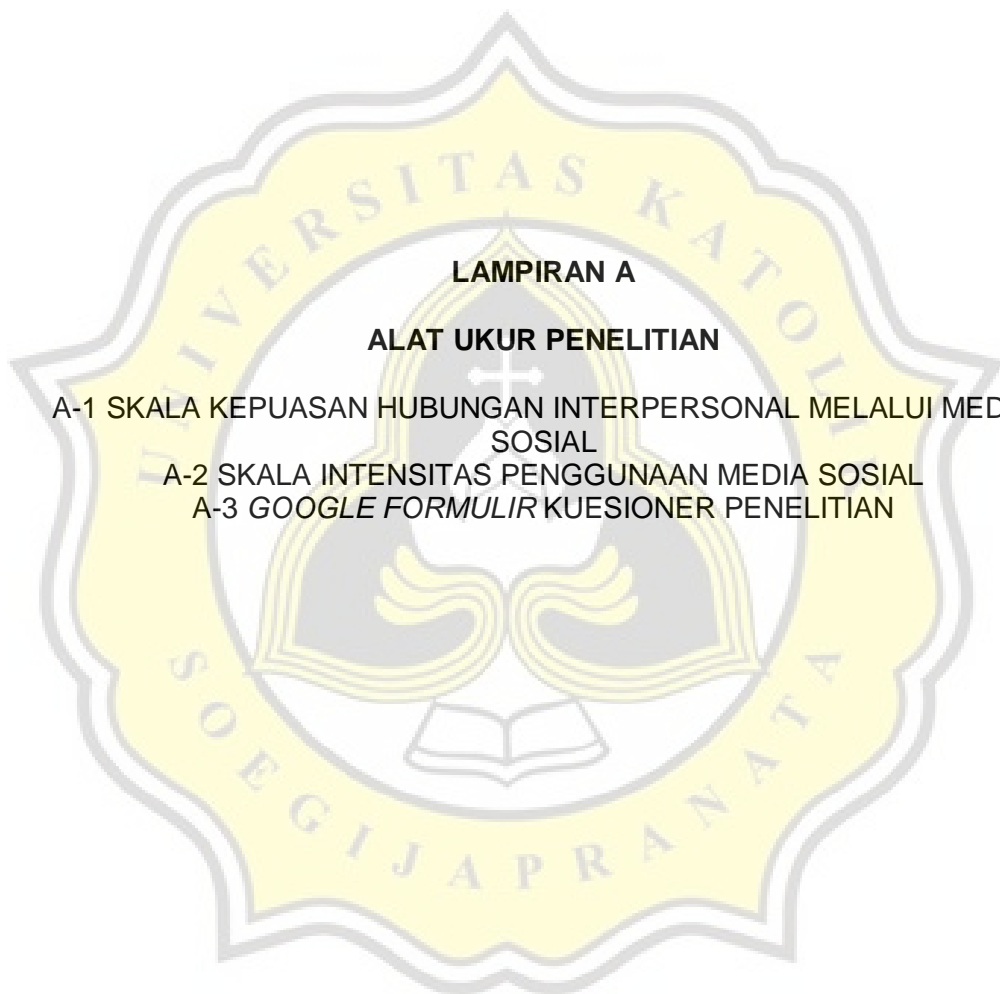 UNIVERSITAS KATOLIK
LAMPIRAN A
ALAT UKUR PENELITIAN
A-1 SKALA KEPUASAN HUBUNGAN INTERPERSONAL MELALUI MED
SOSIAL
A-2 SKALA INTENSITAS PENGGUNAAN MEDIA SOSIAL
A-3 GOOGLE FORMULIR KUESIONER PENELITIAN
SOEGIJAPRANATA